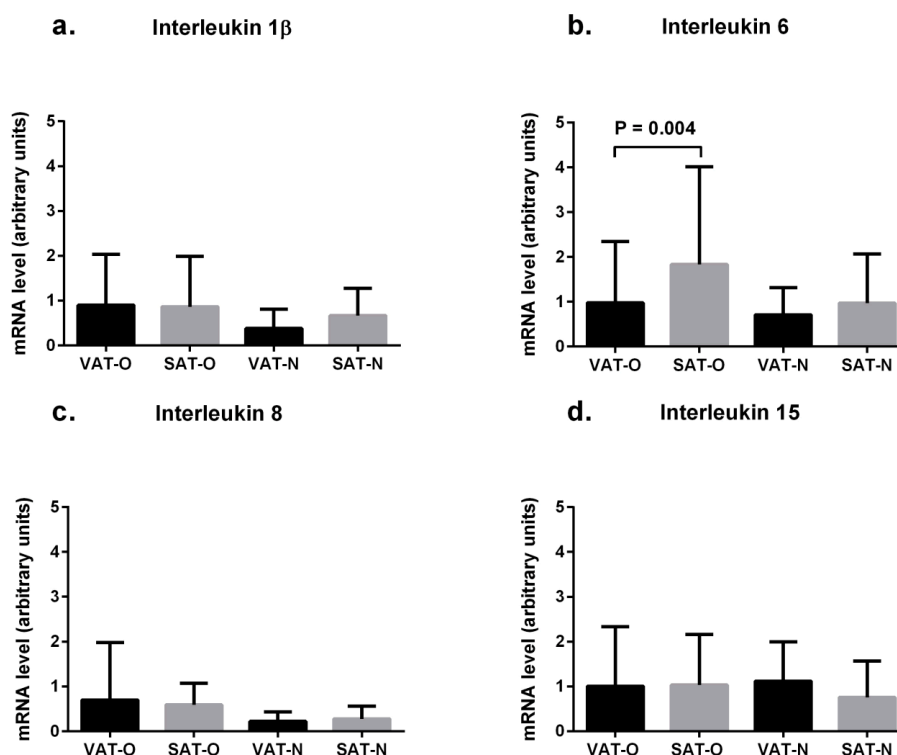 a. Interleukin 1β
mRNA level (arbitrary units)
5
4
3
2
1
0
VAT-O SAT-O VAT-N SAT-N
b. Interleukin 6
mRNA level (arbitrary units)
5
4
3
2
1
0
P = 0.004
VAT-O SAT-O VAT-N SAT-N
c. Interleukin 8
mRNA level (arbitrary units)
5
4
3
2
1
0
VAT-O SAT-O VAT-N SAT-N
d. Interleukin 15
mRNA level (arbitrary units)
5
4
3
2
1
0
VAT-O SAT-O VAT-N SAT-N